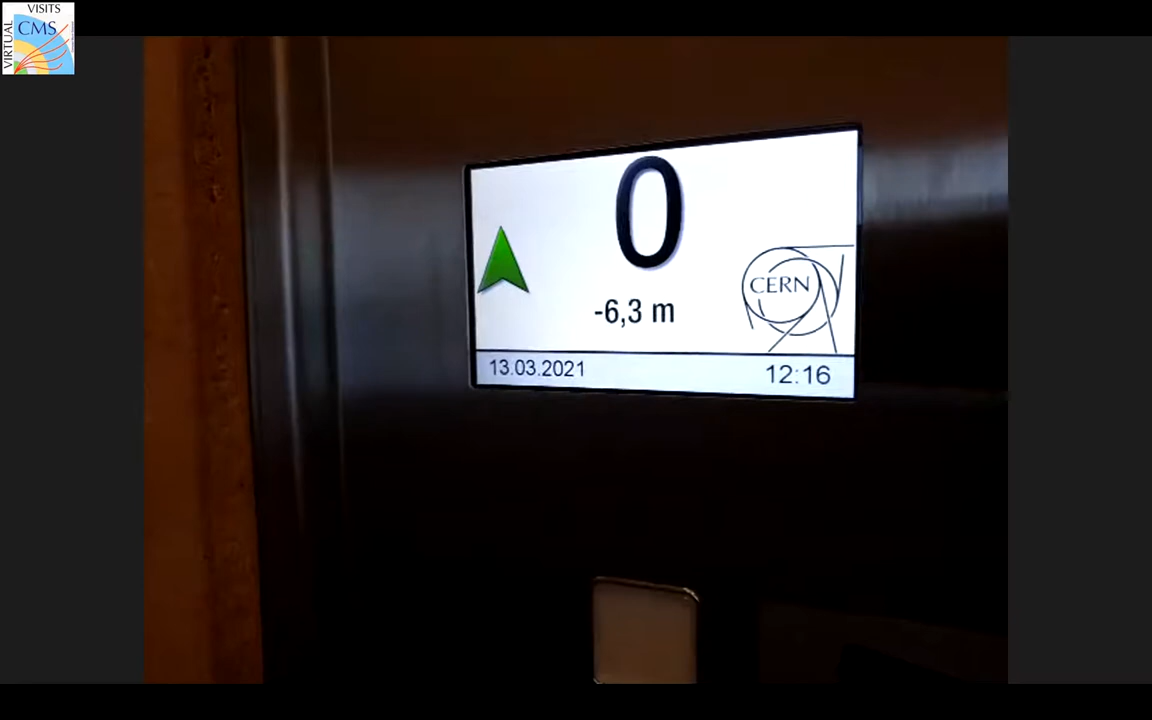 VISITS
VIRTUAL
CMS
0
-6,3 m
CERN
13.03.2021
12:16